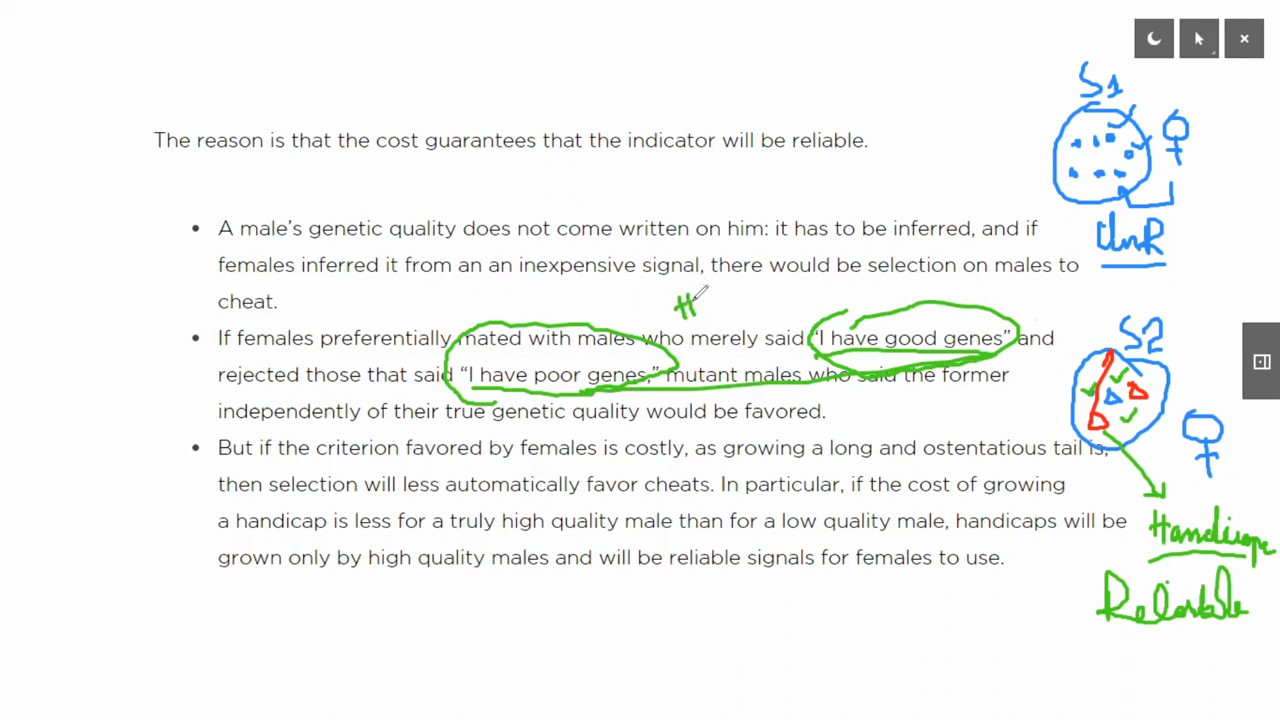 S1
The reason is that the cost guarantees that the indicator will be reliable.
• A male's genetic quality does not come written on him: it has to be inferred, and if
females inferred it from an an inexpensive signal, there would be selection on males to
cheat.
UnR
H
• If females preferentially mated with males who merely said “I have good genes” and
rejected those that said “I have poor genes,” mutant males who said the former
independently of their true genetic quality would be favored.
S2
• But if the criterion favored by females is costly, as growing a long and ostentatious tail is,
then selection will less automatically favor cheats. In particular, if the cost of growing
a handicap is less for a truly high quality male than for a low quality male, handicaps will be
grown only by high quality males and will be reliable signals for females to use.
Handicap
Reliable